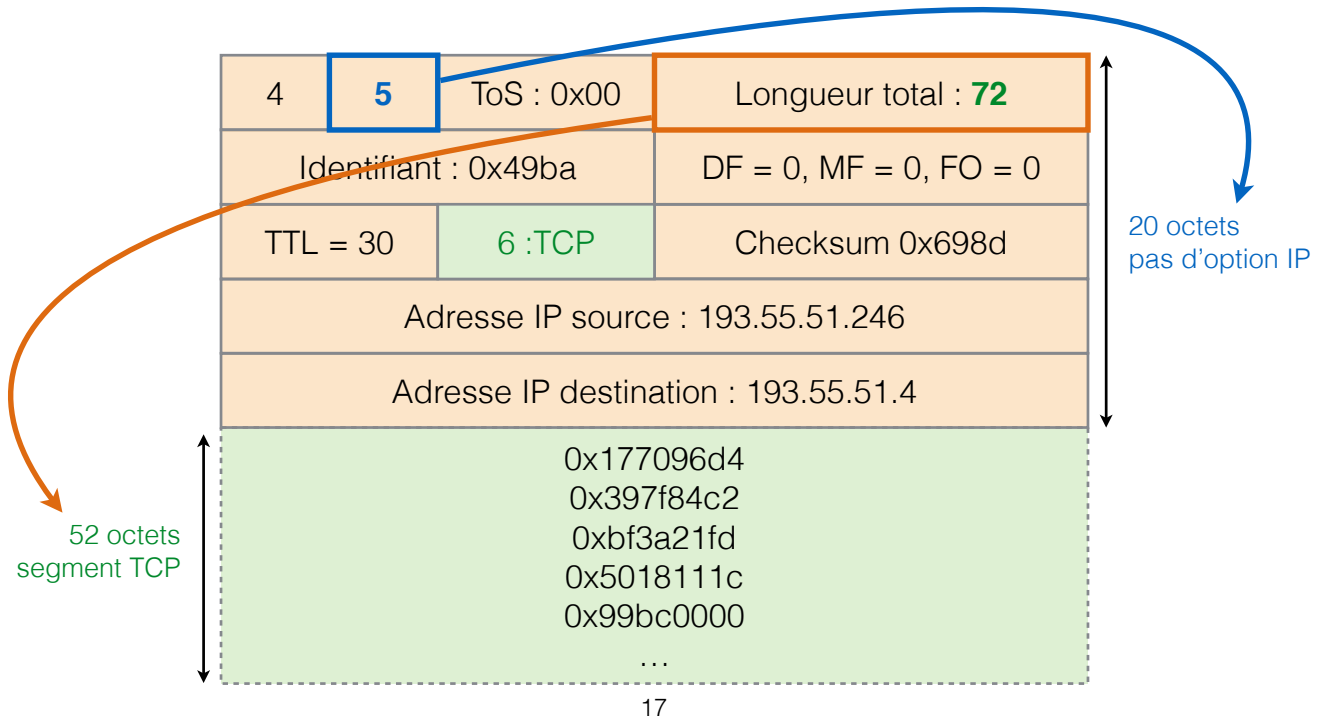 4
5
ToS : 0x00
Longueur total : 72
Identifiant : 0x49ba
DF = 0, MF = 0, FO = 0
TTL = 30
6 :TCP
Checksum 0x698d
20 octets
pas d’option IP
Adresse IP source : 193.55.51.246
Adresse IP destination : 193.55.51.4
0x177096d4
0x397f84c2
0xbf3a21fd
0x5018111c
0x99bc0000
…
52 octets
segment TCP
17